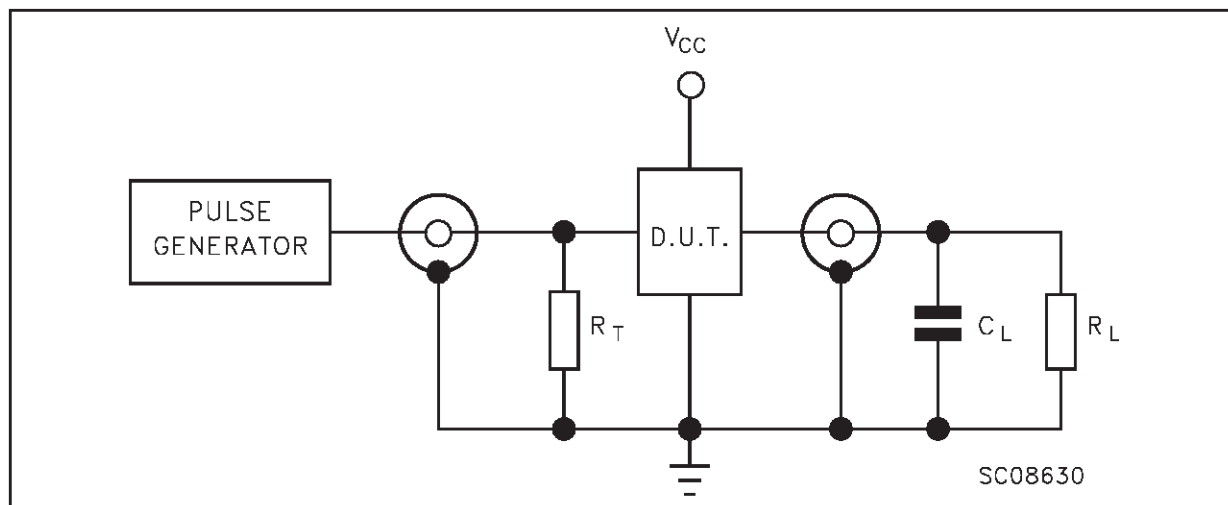 VCC
PULSE
GENERATOR
D.U.T.
RT
CL
RL
SC08630